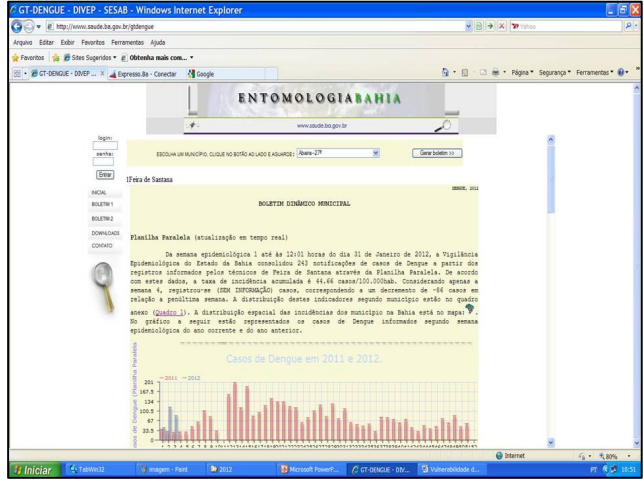 GT-DENGUE - DIVEP - SESAB - Windows Internet Explorer
http://www.saude.ba.gov.br/gtdengue
Yahoo
Arquivo Editar Exibir Favoritos Ferramentas Ajuda
Favoritos Sites Sugeridos Obtenha mais com...
GT-DENGUE - DIVEP ... X Expresso.Ba - Conectar Google Página Segurança Ferramentas
ENTOMOLOGIABAHIA
www.saude.ba.gov.br
login:
senha:
Entrar
ESCOLHA UM MUNICÍPIO, CLIQUE NO BOTÃO AO LADO E AGUARDE: Abaira-27ª Gerar boletim >>
1Feira de Santana
INICIAL
BOLETIM 1
BOLETIM 2
DOWNLOADS
CONTATO
BOLETIM DINÂMICO MUNICIPAL
Planilha Paralela (atualização em tempo real)
Da semana epidemiológica 1 até às 12:01 horas do dia 31 de Janeiro de 2012, a Vigilância
Epidemiológica do Estado da Bahia consolidou 243 notificações de casos de Dengue a partir dos
registros informados pelos técnicos de Feira de Santana através da Planilha Paralela. De acordo
com estes dados, a taxa de incidência acumulada é 44.66 casos/100.000hab. Considerando apenas a
semana 4, registrou-se (SEM INFORMAÇÃO) casos, correspondendo a um decremento de -86 casos em
relação a penúltima semana. A distribuição destes indicadores segundo município estão no quadro
anexo (Quadro 1). A distribuição espacial das incidências dos município na Bahia está no mapa: .
No gráfico a seguir estão representados os casos de Dengue informados segundo semana
epidemiológica do ano corrente e do ano anterior.
Casos de Dengue em 2011 e 2012.
2011 2012
201
167.5
134
100.5
67
33.5
0
casos de Dengue (Planilha Paralela
Internet 80%
Iniciar TabWin32 imagem - Paint 2012 Microsoft PowerP... GT-DENGUE - DIV... Vulnerabilidade d... PT 10:51